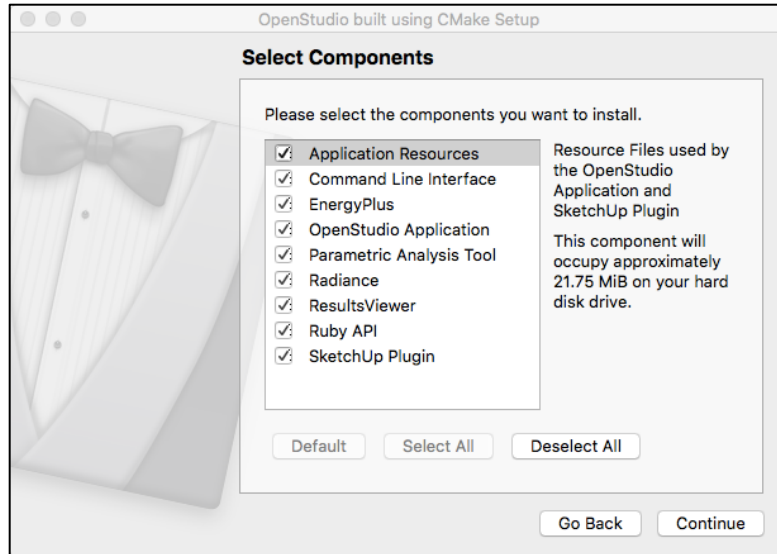 OpenStudio built using CMake Setup
Select Components
Please select the components you want to install.
Application Resources
Command Line Interface
EnergyPlus
OpenStudio Application
Parametric Analysis Tool
Radiance
ResultsViewer
Ruby API
SketchUp Plugin
Resource Files used by
the OpenStudio
Application and
SketchUp Plugin
This component will
occupy approximately
21.75 MiB on your hard
disk drive.
Default
Select All
Deselect All
Go Back
Continue